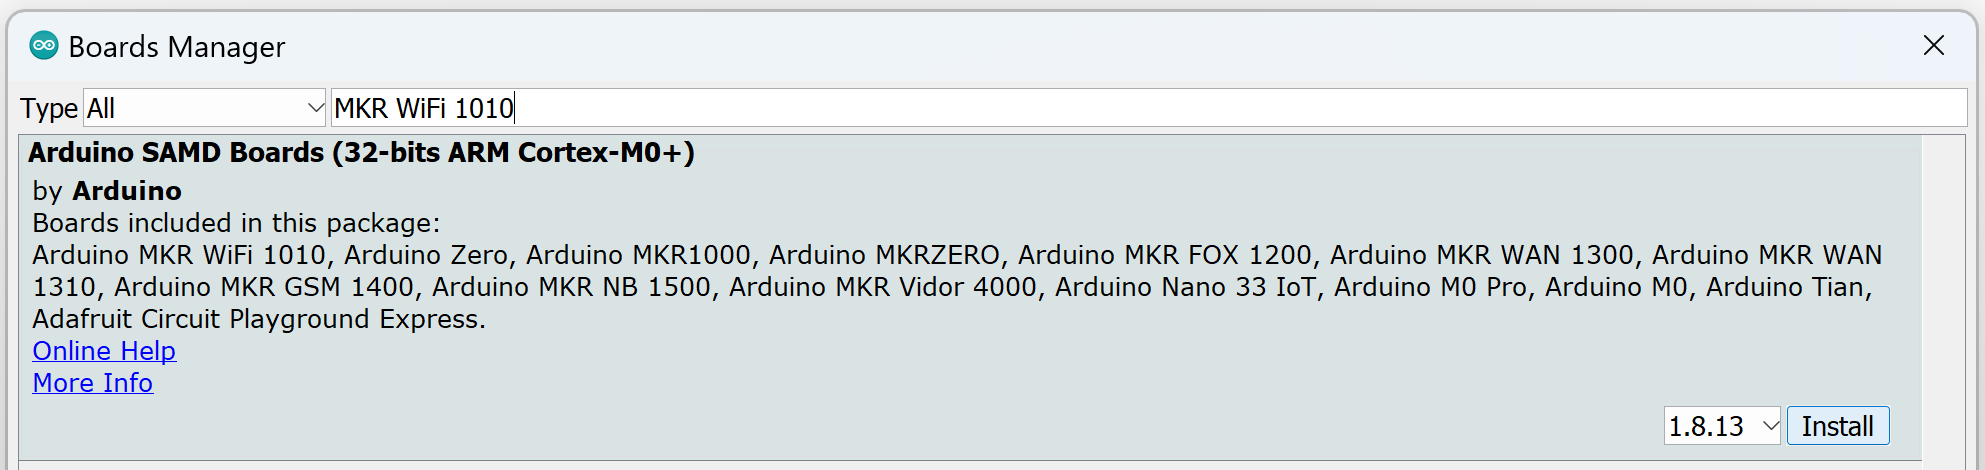 Boards Manager
Type All MKR WiFi 1010
Arduino SAMD Boards (32-bits ARM Cortex-M0+)
by Arduino
Boards included in this package:
Arduino MKR WiFi 1010, Arduino Zero, Arduino MKR1000, Arduino MKRZERO, Arduino MKR FOX 1200, Arduino MKR WAN 1300, Arduino MKR WAN
1310, Arduino MKR GSM 1400, Arduino MKR NB 1500, Arduino MKR Vidor 4000, Arduino Nano 33 IoT, Arduino M0 Pro, Arduino M0, Arduino Tian,
Adafruit Circuit Playground Express.
Online Help
More Info
1.8.13 Install